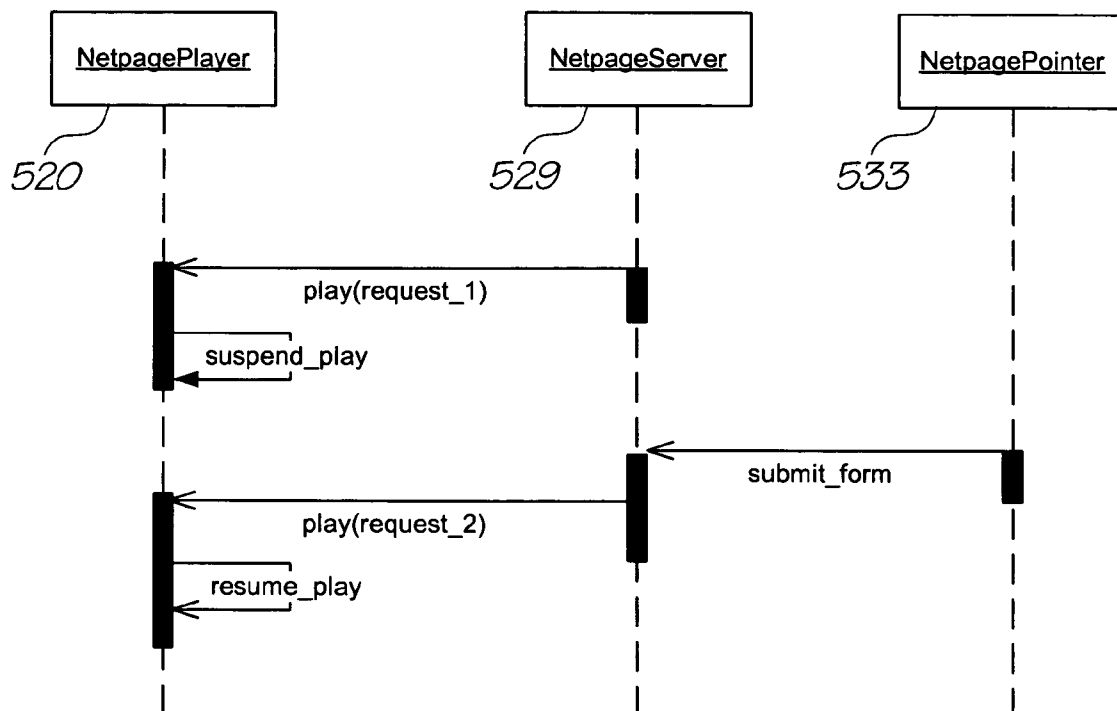 NetpagePlayer
NetpageServer
NetpagePointer
520
529
533
play(request_1)
suspend_play
submit_form
play(request_2)
resume_play